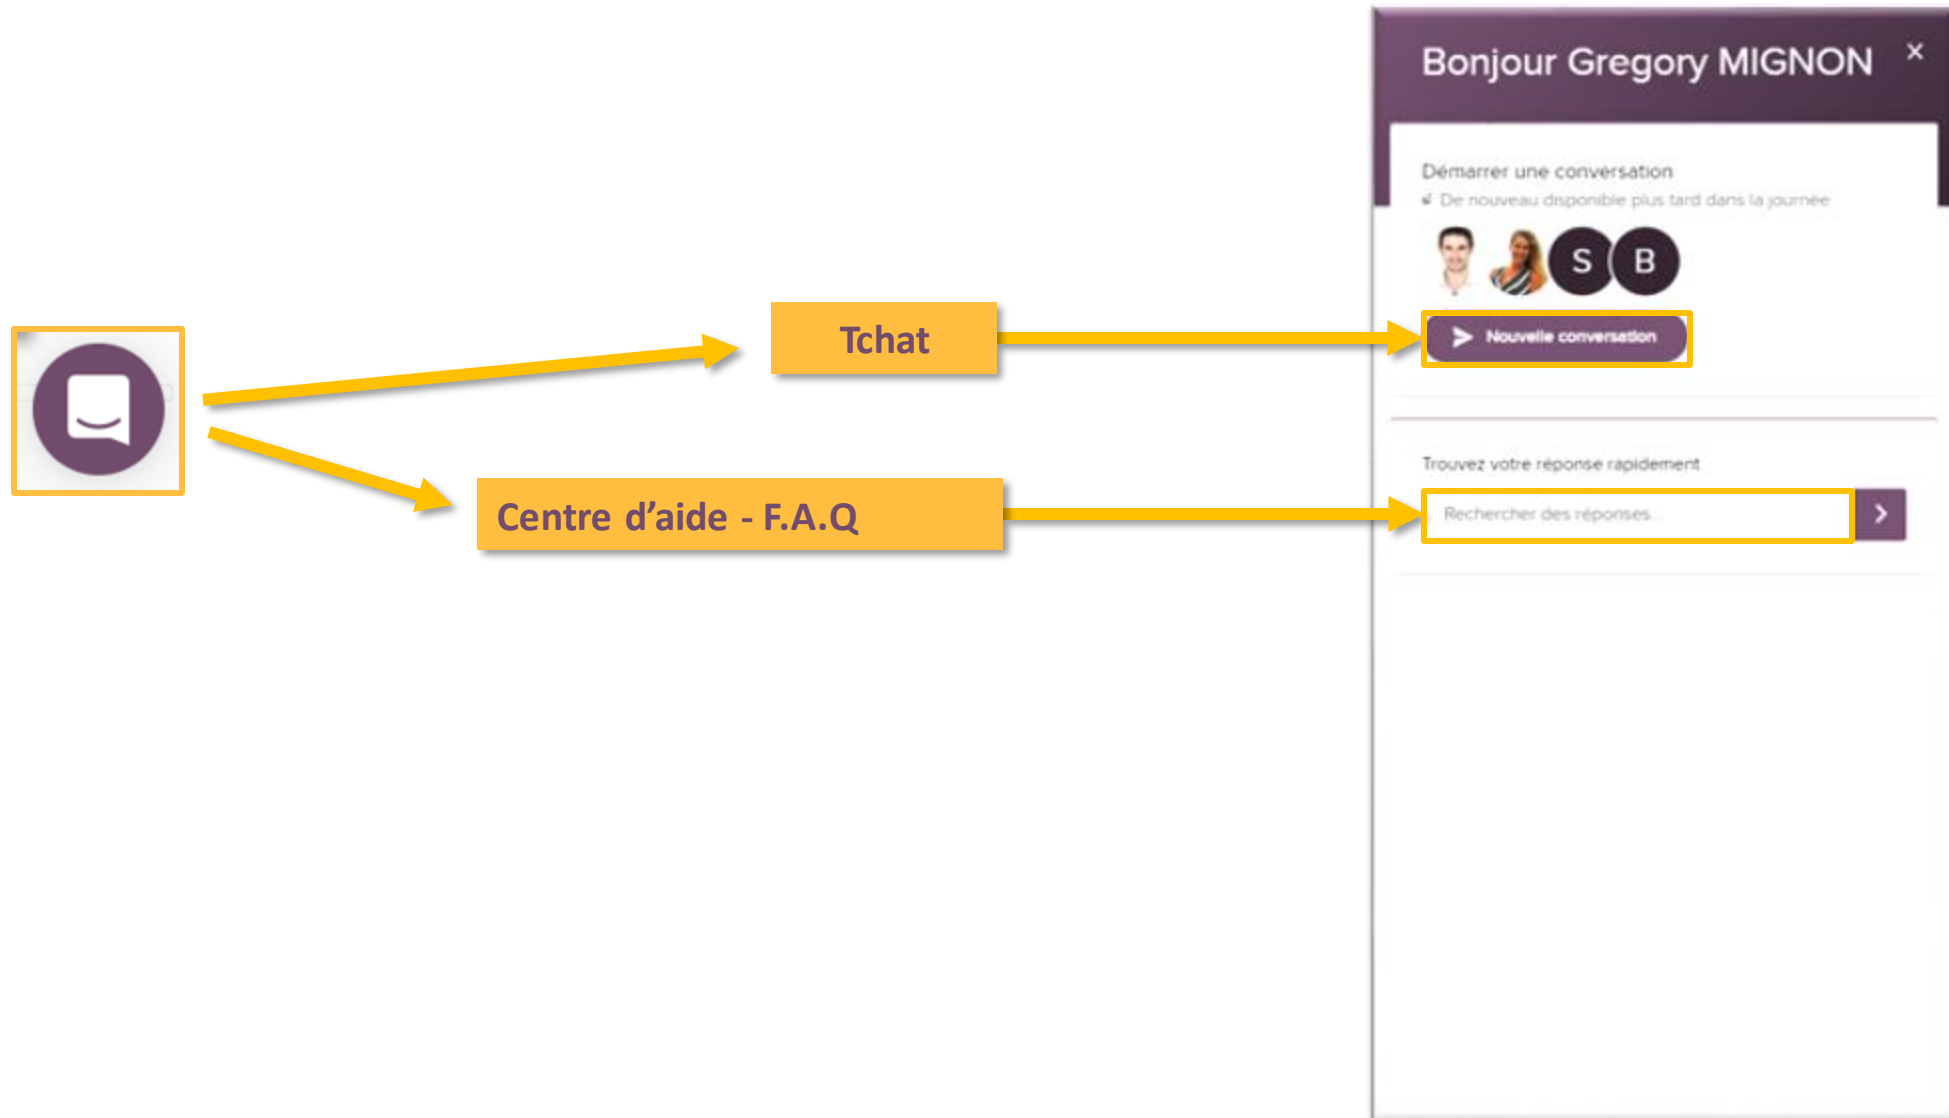 Bonjour Gregory MIGNON ×
Démarrer une conversation
De nouveau disponible plus tard dans la journée
S B
Tchat
Nouvelle conversation
Trouvez votre réponse rapidement
Centre d'aide - F.A.Q
Rechercher des réponses...